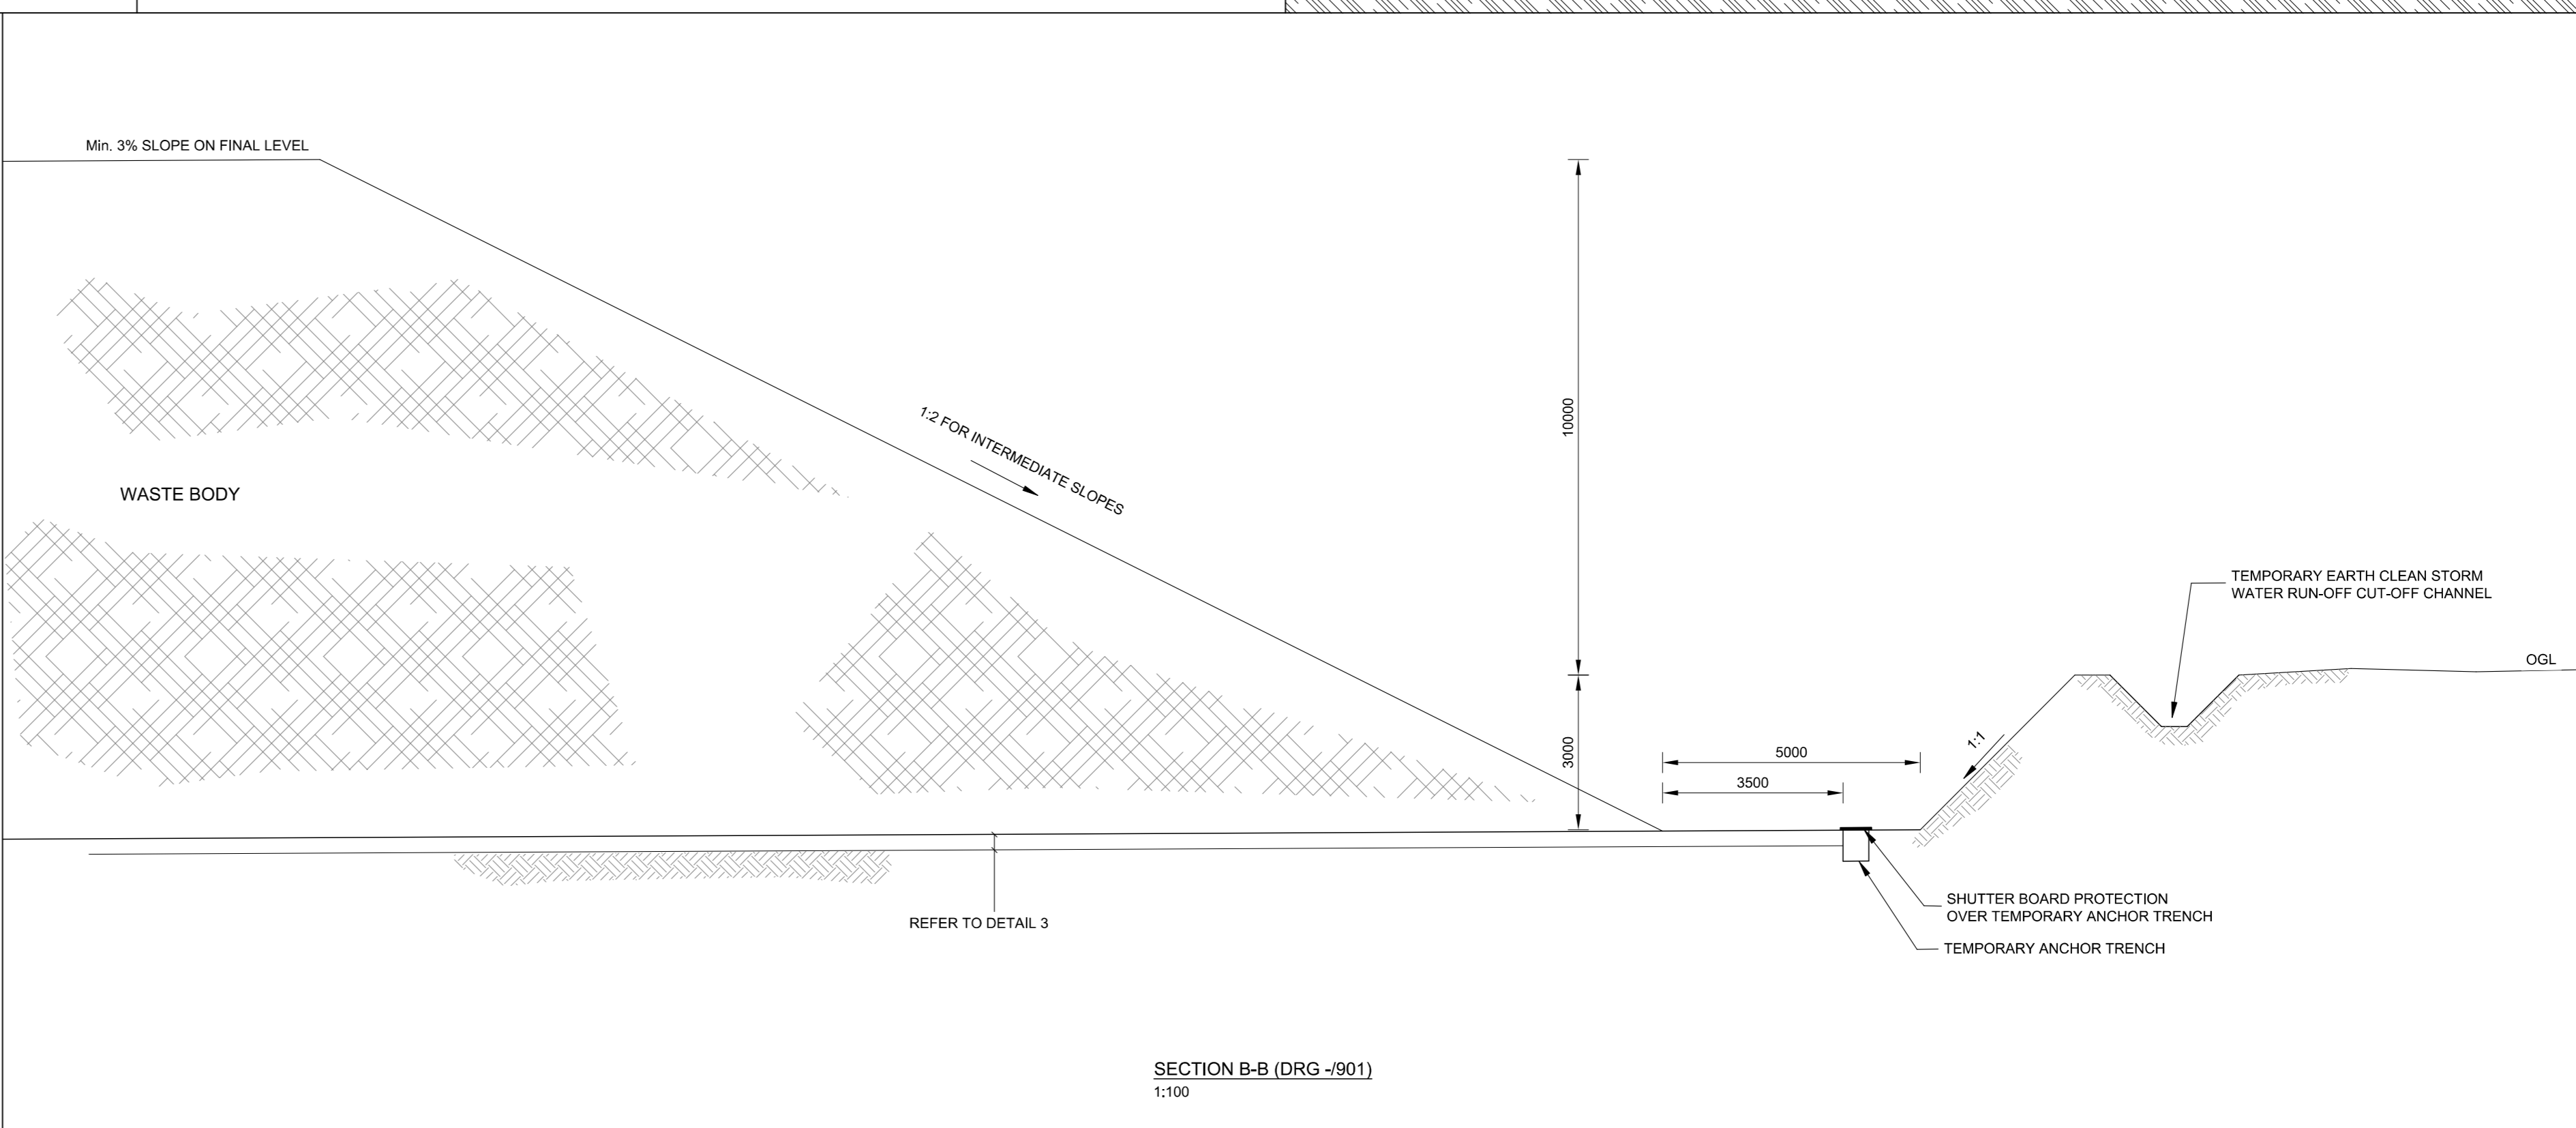 Min. 3% SLOPE ON FINAL LEVEL
10000
1:2 FOR INTERMEDIATE SLOPES
WASTE BODY
TEMPORARY EARTH CLEAN STORM
WATER RUN-OFF CUT-OFF CHANNEL
OGL
3000
5000
1:1
3500
REFER TO DETAIL 3
SHUTTER BOARD PROTECTION
OVER TEMPORARY ANCHOR TRENCH
TEMPORARY ANCHOR TRENCH
SECTION B-B (DRG -/901)
1:100